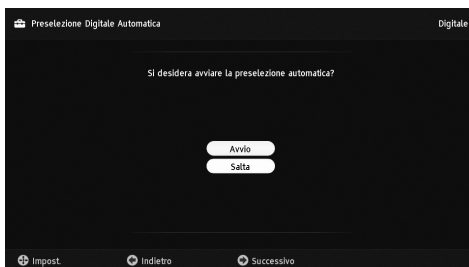 Preselezione Digitale Automatica Digitale
Si desidera avviare la preselezione automatica?
Avvio
Salta
Impost. Indietro Successivo